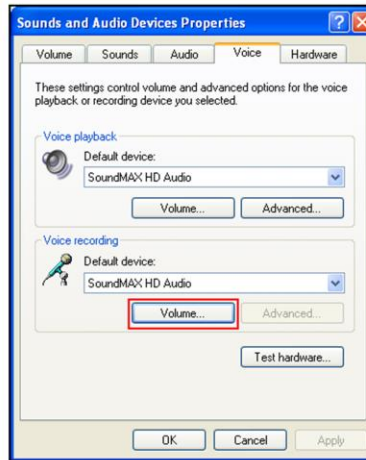 Sounds and Audio Devices Properties
Volume Sounds Audio Voice Hardware
These settings control volume and advanced options for the voice
playback or recording device you selected.
Voice playback
Default device:
SoundMAX HD Audio
Volume... Advanced...
Voice recording
Default device:
SoundMAX HD Audio
Volume... Advanced...
Test hardware...
OK Cancel Apply